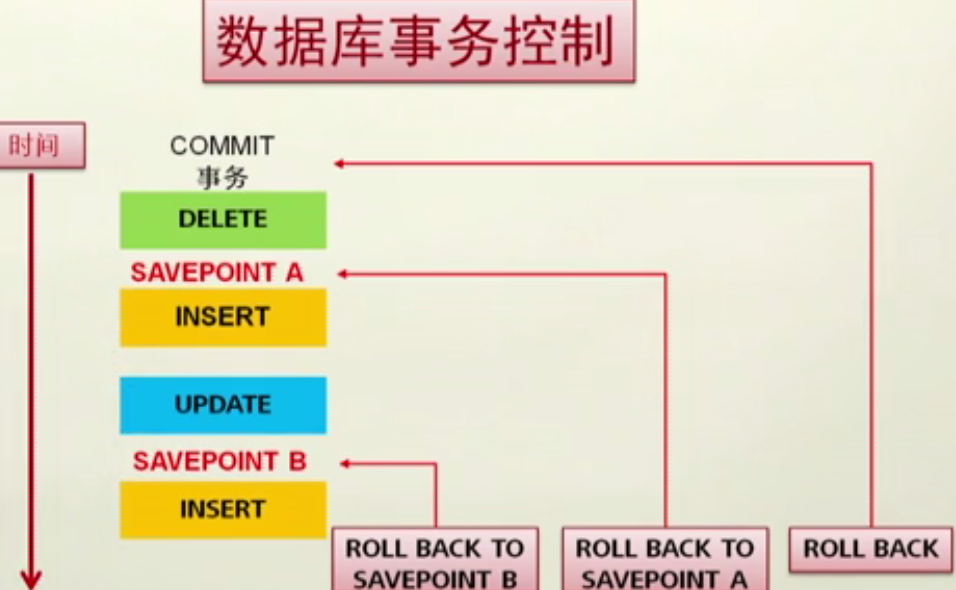 数据库事务控制
时间
COMMIT
事务
DELETE
SAVEPOINT A
INSERT
UPDATE
SAVEPOINT B
INSERT
ROLL BACK TO
SAVEPOINT B
ROLL BACK TO
SAVEPOINT A
ROLL BACK